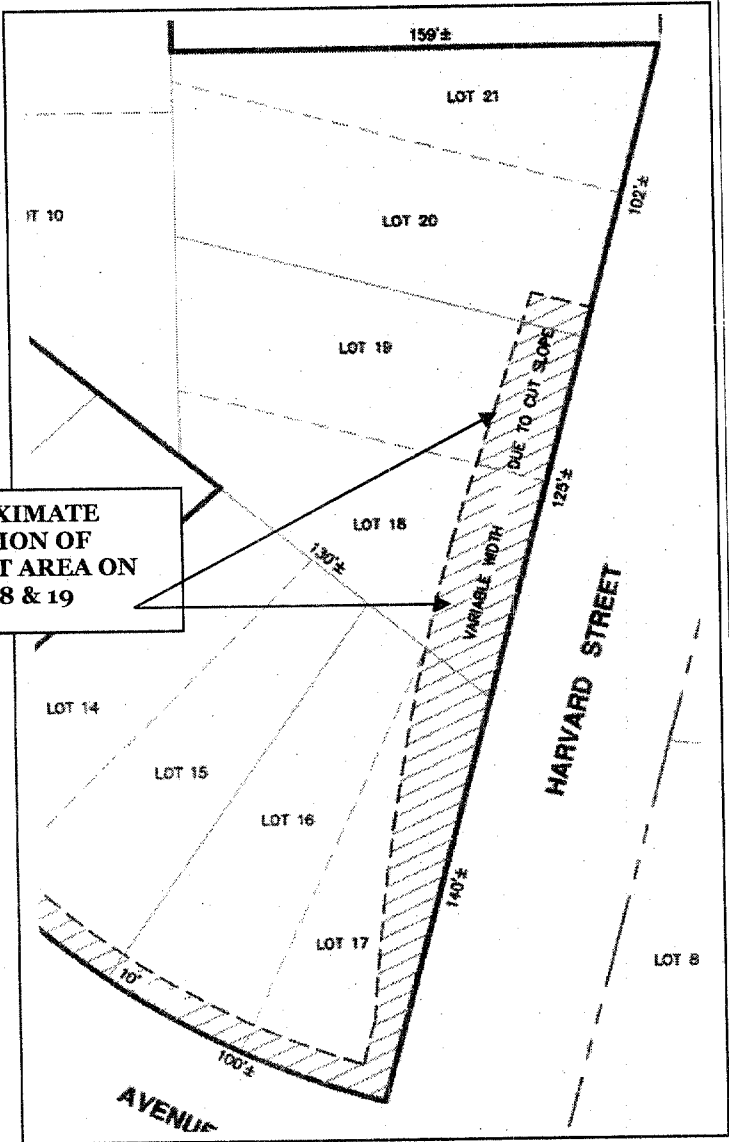 159'±
LOT 21
102'±
LOT 20
T 10
LOT 19
DUE TO CUT SLOPE
125'±
XIMATE
ION OF
T AREA ON
8 & 19
LOT 18
130'±
VARIABLE WIDTH
HARVARD STREET
LOT 14
LOT 15
LOT 16
140'±
LOT 17
LOT 8
10'
100'±
AVENUE